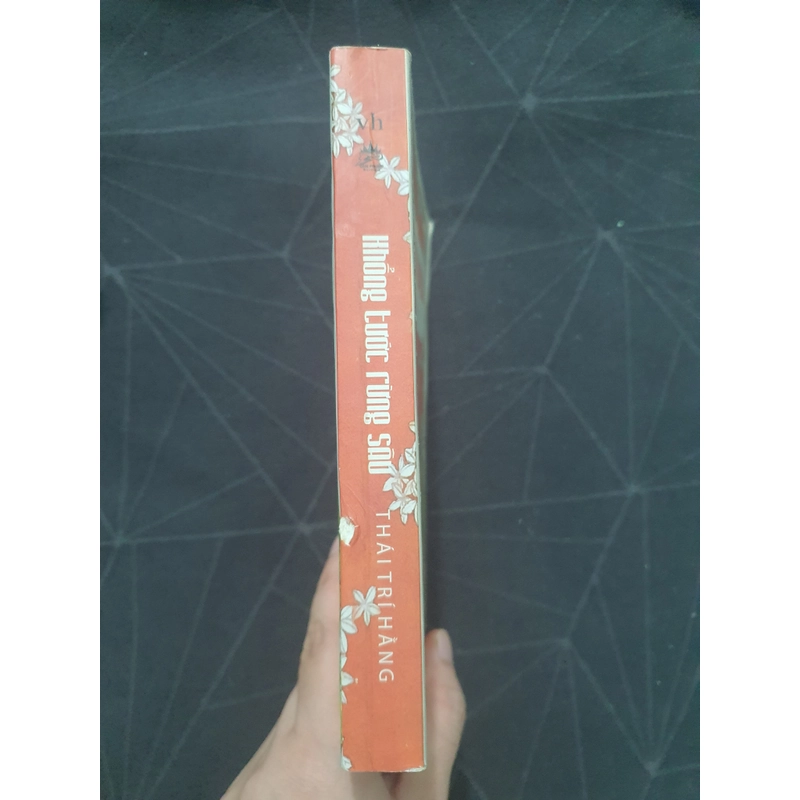 vh
Khổng tước rừng sâu
THÁI TRÍ HẰNG